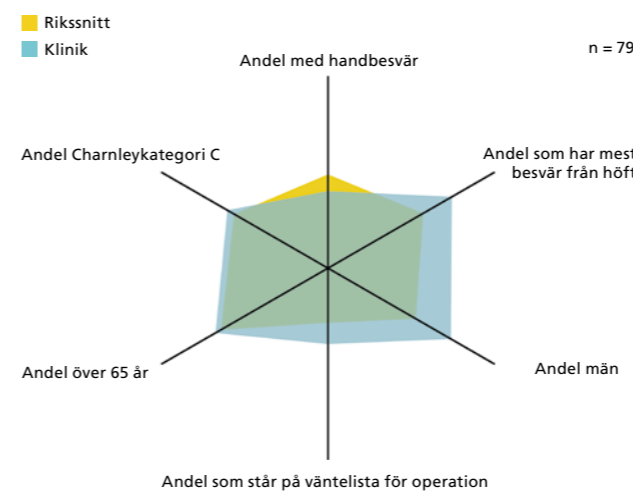 Rikssnitt
Klinik
n = 79
Andel med handbesvär
Andel Charnleykategori C
Andel som har mest
besvär från höft
Andel över 65 år
Andel män
Andel som står på väntelista för operation